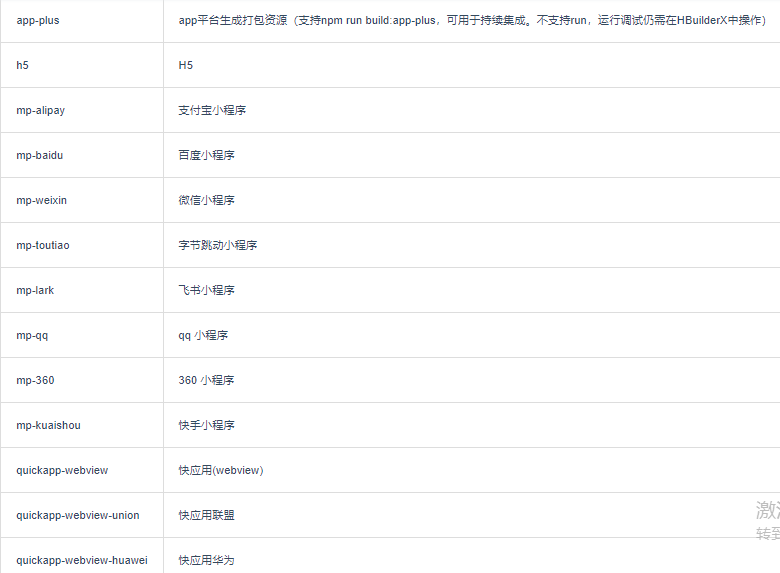 app-plus app平台生成打包资源（支持npm run build:app-plus，可用于持续集成。不支持run，运行调试仍需在HBuilderX中操作）
h5 H5
mp-alipay 支付宝小程序
mp-baidu 百度小程序
mp-weixin 微信小程序
mp-toutiao 字节跳动小程序
mp-lark 飞书小程序
mp-qq qq 小程序
mp-360 360 小程序
mp-kuaishou 快手小程序
quickapp-webview 快应用(webview)
quickapp-webview-union 快应用联盟
激
转到
quickapp-webview-huawei 快应用华为